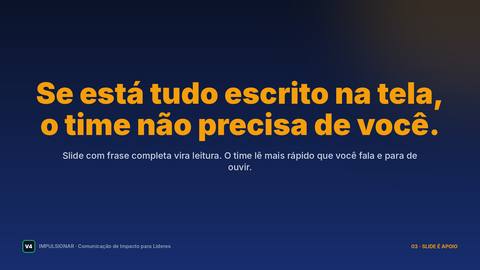 Se está tudo escrito na tela,
o time não precisa de você.
Slide com frase completa vira leitura. O time lê mais rápido que você fala e para de
ouvir.
V4 IMPULSIONAR · Comunicação de Impacto para Líderes
03 · SLIDE É APOIO